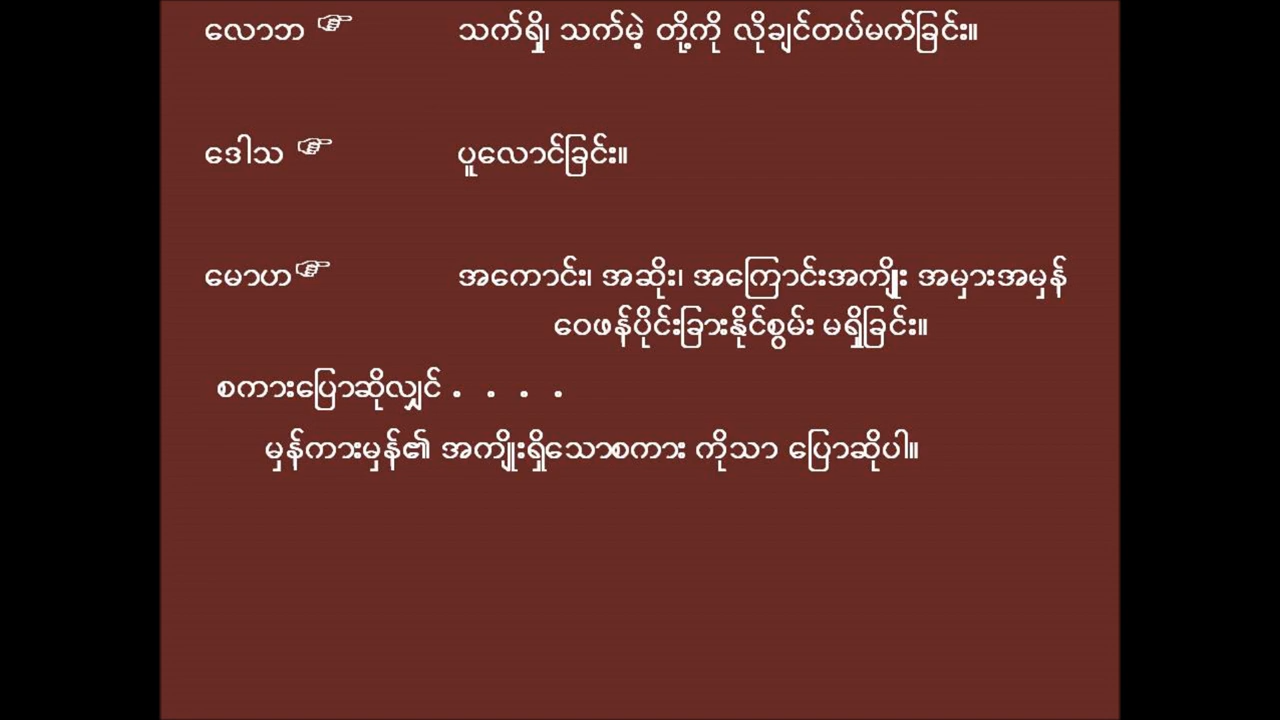 လောဘ ☞ သက်ရှိ၊ သက်မဲ့ တို့ကို လိုချင်တပ်မက်ခြင်း။
ဒေါသ ☞ ပူလောင်ခြင်း။
မောဟ☞ အကောင်း၊ အဆိုး၊ အကြောင်းအကျိုး အမှားအမှန်
ဝေဖန်ပိုင်းခြားနိုင်စွမ်း မရှိခြင်း။
စကားပြောဆိုလျှင် . . . .
မှန်ကားမှန်၏ အကျိုးရှိသောစကား ကိုသာ ပြောဆိုပါ။